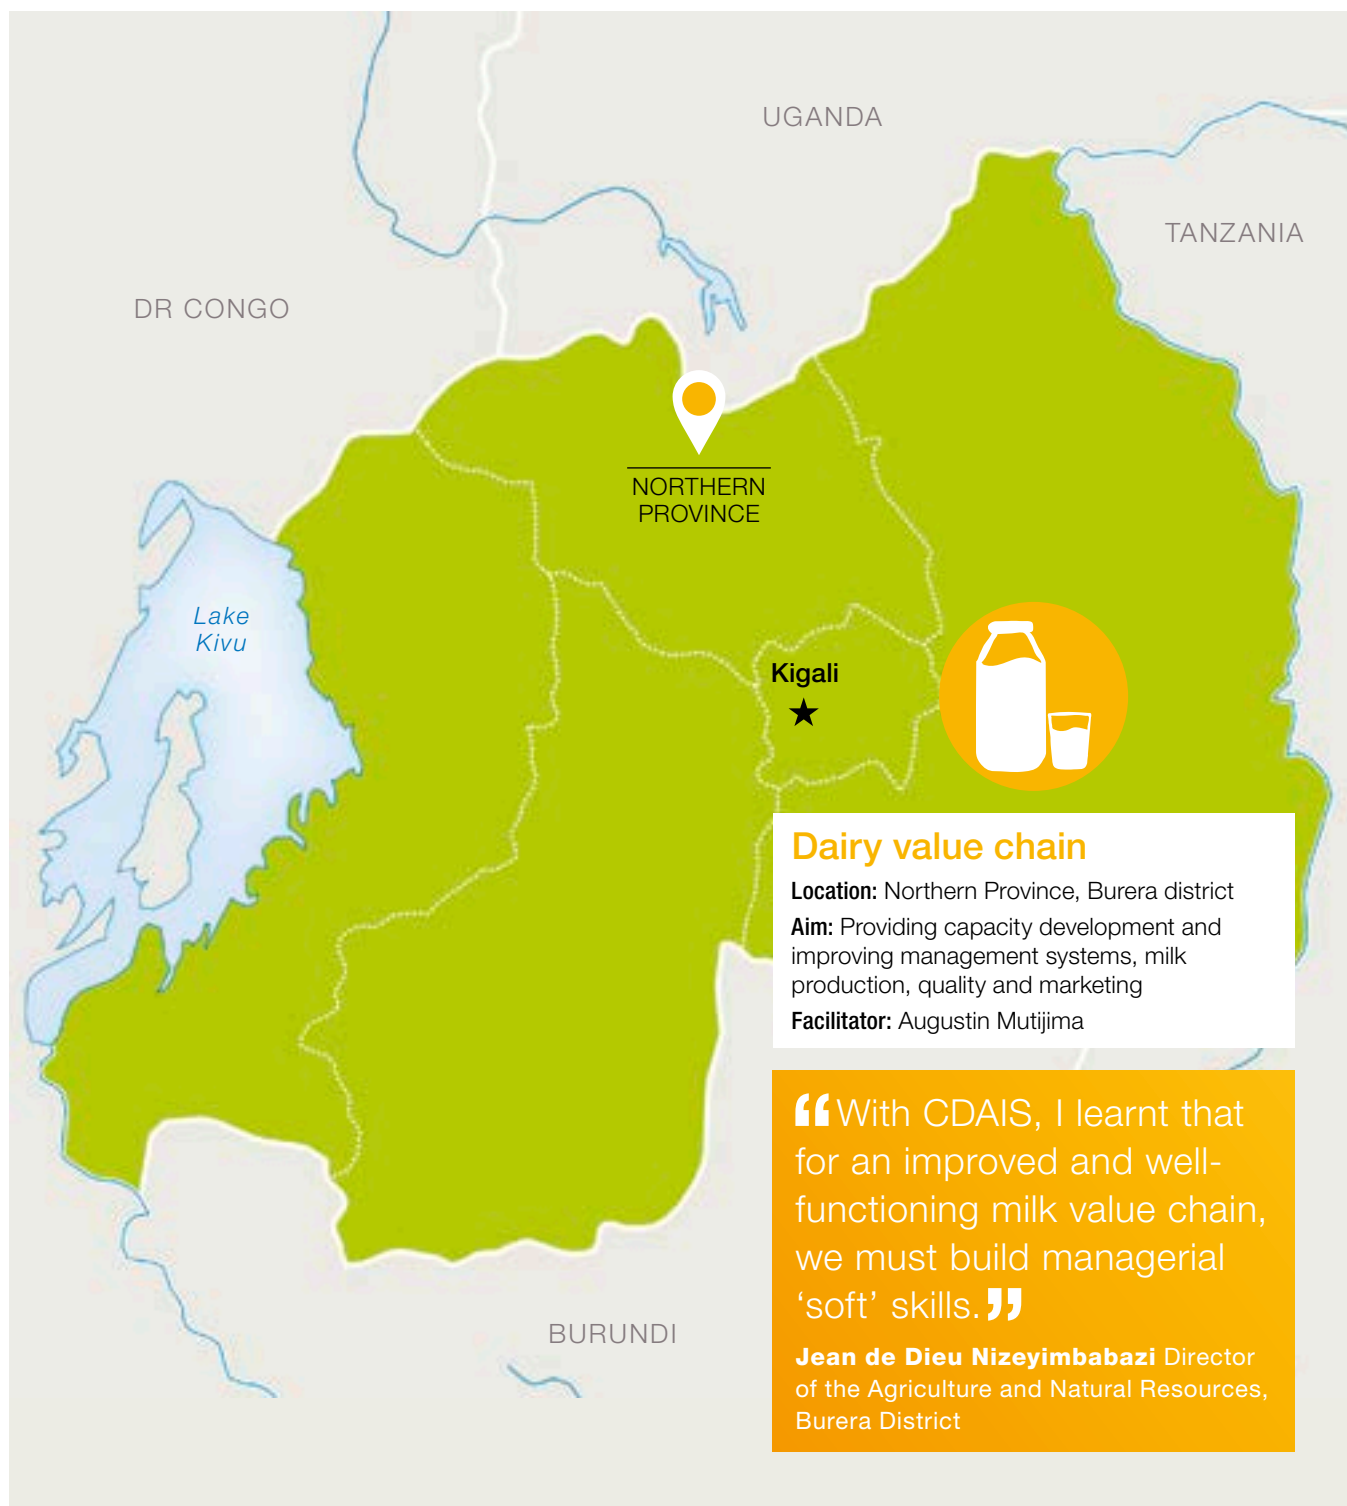 UGANDA
TANZANIA
DR CONGO
NORTHERN
PROVINCE
Lake
Kivu
Kigali
Dairy value chain
Location: Northern Province, Burera district
Aim: Providing capacity development and
improving management systems, milk
production, quality and marketing
Facilitator: Augustin Mutijima
“With CDAIS, I learnt that
for an improved and well-
functioning milk value chain,
we must build managerial
‘soft’ skills.”
Jean de Dieu Nizeyimbabazi Director
of the Agriculture and Natural Resources,
Burera District
BURUNDI